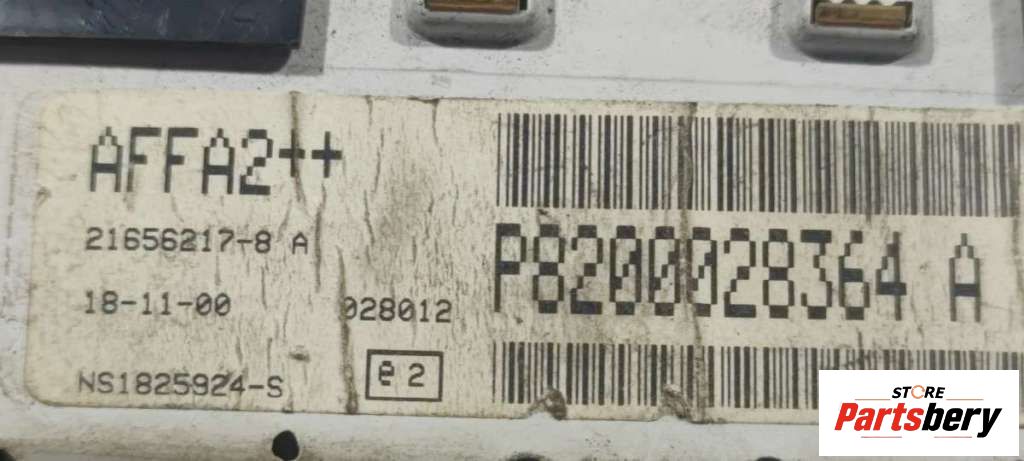 AFFA2++
21656217-8 A
18-11-00 028012
NS1825924-S
e 2
P8200028364 A
STORE
Partsbery